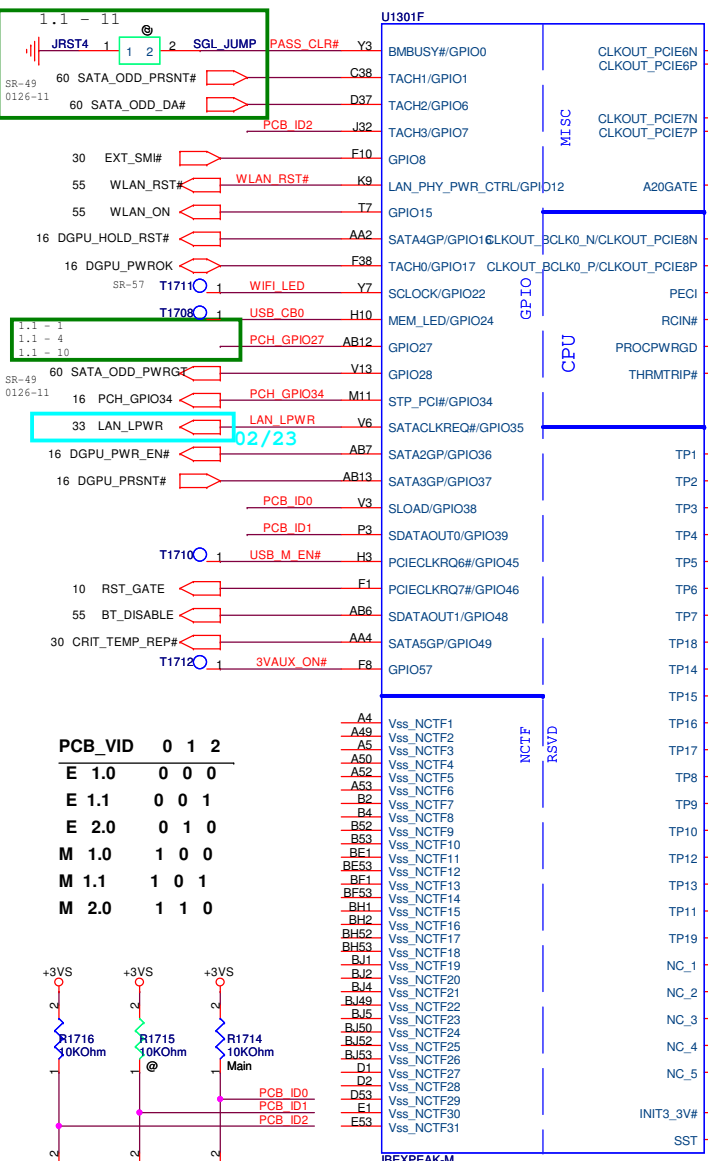 1.1 - 11
@
U1301F
JRST4 1 1 2 2 SGL_JUMP PASS_CLR# Y3 BMBUSY#/GPIO0 CLKOUT_PCIE6N
CLKOUT_PCIE6P
SR-49
0126-11
60 SATA_ODD_PRSNT# C38 TACH1/GPIO1
60 SATA_ODD_DA# D37 TACH2/GPIO6
CLKOUT_PCIE7N
PCB_ID2 J32 TACH3/GPIO7 CLKOUT_PCIE7P
MISC
30 EXT_SMI# F10 GPIO8
55 WLAN_RST# WLAN_RST# K9 LAN_PHY_PWR_CTRL/GPIO12 A20GATE
55 WLAN_ON T7 GPIO15
16 DGPU_HOLD_RST# AA2 SATA4GP/GPIO16 CLKOUT_BCLK0_N/CLKOUT_PCIE8N
16 DGPU_PWROK F38 TACH0/GPIO17 CLKOUT_BCLK0_P/CLKOUT_PCIE8P
SR-57 T1711 1 WIFI_LED Y7 SCLOCK/GPIO22 PECI
GPIO
T1708 1 USB_CB0 H10 MEM_LED/GPIO24 RCIN#
1.1 - 1
1.1 - 4
1.1 - 10
PCH_GPIO27 AB12 GPIO27 PROCPWRGD
CPU
SR-49
0126-11
60 SATA_ODD_PWRGT V13 GPIO28 THRMTRIP#
16 PCH_GPIO34 PCH_GPIO34 M11 STP_PCI#/GPIO34
33 LAN_LPWR LAN_LPWR V6 SATACLKREQ#/GPIO35
02/23
16 DGPU_PWR_EN# AB7 SATA2GP/GPIO36 TP1
16 DGPU_PRSNT# AB13 SATA3GP/GPIO37 TP2
PCB_ID0 V3 SLOAD/GPIO38 TP3
PCB_ID1 P3 SDATAOUT0/GPIO39 TP4
T1710 1 USB_M_EN# H3 PCIECLKRQ6#/GPIO45 TP5
10 RST_GATE F1 PCIECLKRQ7#/GPIO46 TP6
55 BT_DISABLE AB6 SDATAOUT1/GPIO48 TP7
30 CRIT_TEMP_REP# AA4 SATA5GP/GPIO49 TP18
T1712 1 3VAUX_ON# F8 GPIO57 TP14
TP15
NCTF
RSVD
A4 Vss_NCTF1 TP16
A49 Vss_NCTF2
A5 Vss_NCTF3 TP17
A50 Vss_NCTF4
A52 Vss_NCTF5 TP8
A53 Vss_NCTF6
B2 Vss_NCTF7 TP9
B4 Vss_NCTF8
B52 Vss_NCTF9 TP10
B53 Vss_NCTF10
BE1 Vss_NCTF11 TP12
BE53 Vss_NCTF12
BF1 Vss_NCTF13 TP13
BF53 Vss_NCTF14
BH1 Vss_NCTF15 TP11
BH2 Vss_NCTF16
BH52 Vss_NCTF17 TP19
BH53 Vss_NCTF18
BJ1 Vss_NCTF19 NC_1
BJ2 Vss_NCTF20
BJ4 Vss_NCTF21 NC_2
BJ49 Vss_NCTF22
BJ5 Vss_NCTF23 NC_3
BJ50 Vss_NCTF24
BJ52 Vss_NCTF25 NC_4
BJ53 Vss_NCTF26
D1 Vss_NCTF27 NC_5
D2 Vss_NCTF28
D53 Vss_NCTF29
E1 Vss_NCTF30 INIT3_3V#
E53 Vss_NCTF31
SST
IBEXPEAK-M
PCB_VID 0 1 2
E 1.0 0 0 0
E 1.1 0 0 1
E 2.0 0 1 0
M 1.0 1 0 0
M 1.1 1 0 1
M 2.0 1 1 0
+3VS +3VS +3VS
2 2 2
R1716 R1715 R1714
10KOhm 10KOhm 10KOhm
@ Main
1 1 1
PCB_ID0
PCB_ID1
PCB_ID2
2 2 2